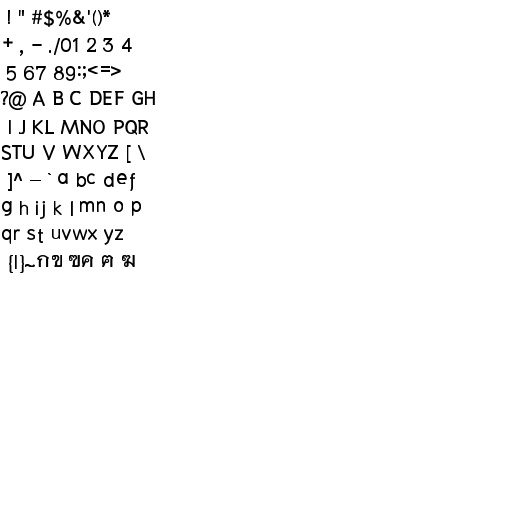 ! " #$%&'()*
+ , - ./01 2 3 4
5 67 89:;<=>
?@ A B C DEF GH
I J KL MNO PQR
STU V WXYZ [ \
]^ _ ` a bc def
g h ij k l mn o p
qr st uvwx yz
{|}~กข ฃค ฅ ฆ